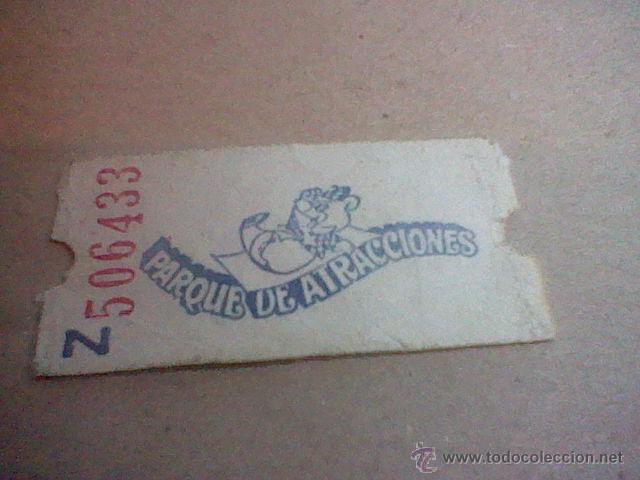 Z 506433
PARQUE DE ATRACCIONES
www.todocoleccion.net